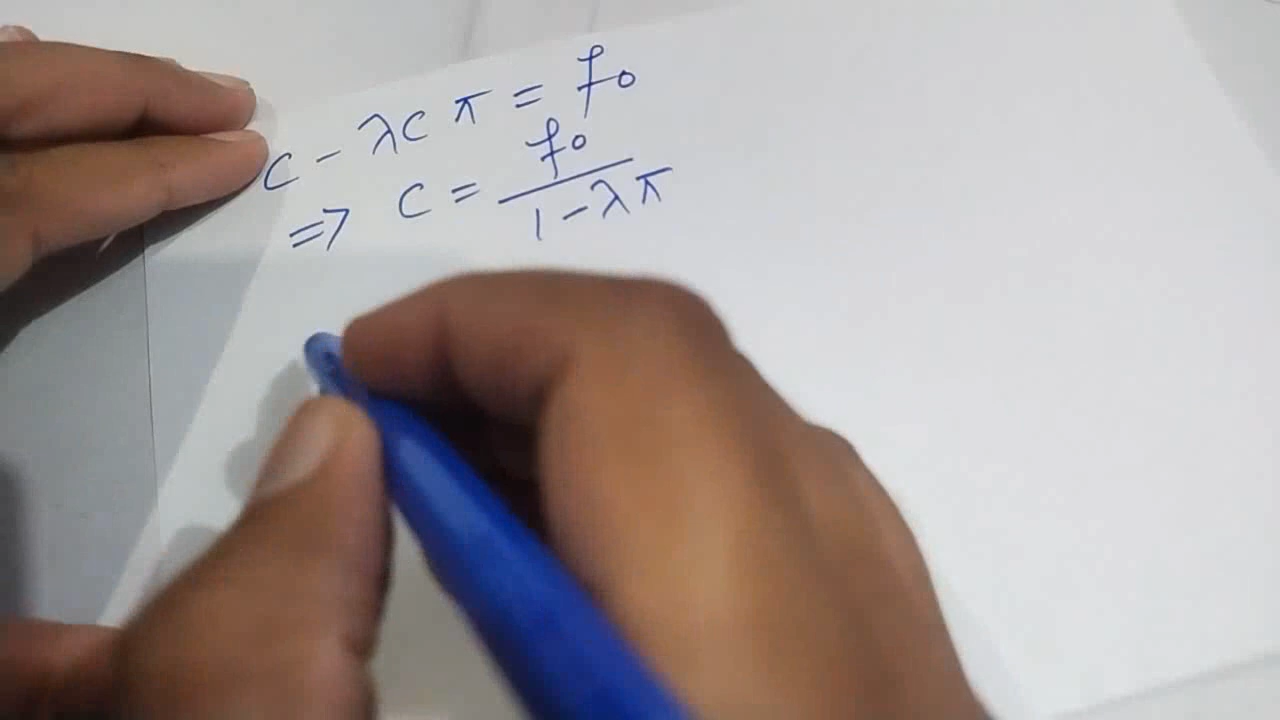 c - λc π = f₀
⇒ c = f₀ / (1 - λπ)